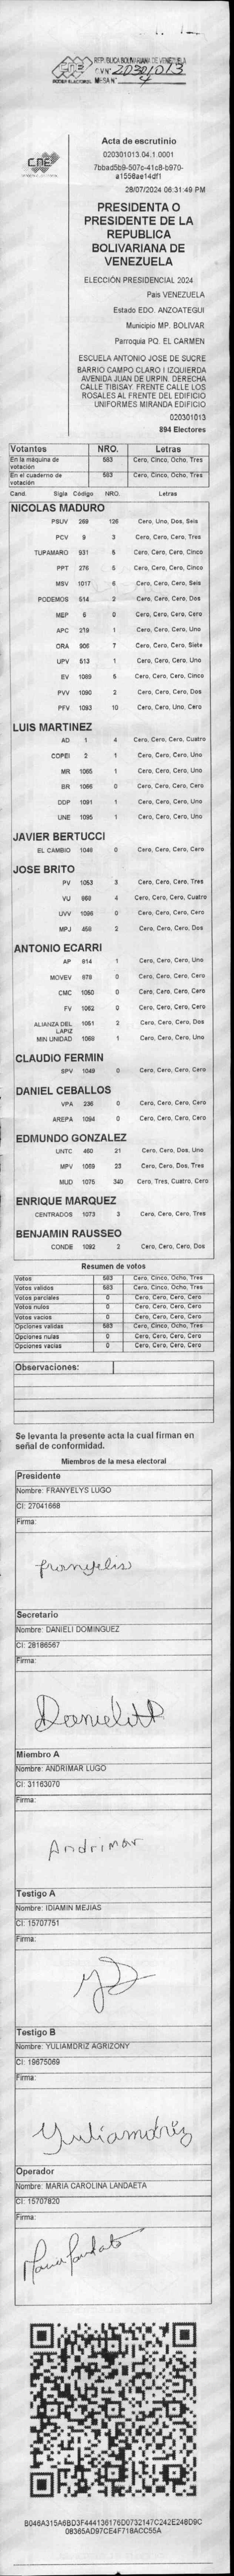 REPUBLICA BOLIVARIANA DE VENEZUELA
CVN° 20301013
PODER ELECTORAL MESA N° 4
CNE
Acta de escrutinio
020301013.04.1.0001
7bbad5b9-507c-41c8-b970-
a1556ae14df1
28/07/2024 06:31:49 PM
PRESIDENTA O
PRESIDENTE DE LA
REPUBLICA
BOLIVARIANA DE
VENEZUELA
ELECCIÓN PRESIDENCIAL 2024
Pais VENEZUELA
Estado EDO. ANZOATEGUI
Municipio MP. BOLIVAR
Parroquia PQ. EL CARMEN
ESCUELA ANTONIO JOSE DE SUCRE
BARRIO CAMPO CLARO I IZQUIERDA
AVENIDA JUAN DE URPIN. DERECHA
CALLE TIBISAY. FRENTE CALLE LOS
ROSALES AL FRENTE DEL EDIFICIO
UNIFORMES MIRANDA EDIFICIO
020301013
894 Electores
Votantes NRO. Letras
En la máquina de votación 583 Cero, Cinco, Ocho, Tres
En el cuaderno de votación 583 Cero, Cinco, Ocho, Tres
Cand. Sigla Código NRO. Letras
NICOLAS MADURO
PSUV 269 126 Cero, Uno, Dos, Seis
PCV 9 3 Cero, Cero, Cero, Tres
TUPAMARO 931 5 Cero, Cero, Cero, Cinco
PPT 276 5 Cero, Cero, Cero, Cinco
MSV 1017 6 Cero, Cero, Cero, Seis
PODEMOS 514 2 Cero, Cero, Cero, Dos
MEP 6 0 Cero, Cero, Cero, Cero
APC 219 1 Cero, Cero, Cero, Uno
ORA 906 7 Cero, Cero, Cero, Siete
UPV 613 1 Cero, Cero, Cero, Uno
EV 1089 5 Cero, Cero, Cero, Cinco
PVV 1090 2 Cero, Cero, Cero, Dos
PFV 1093 10 Cero, Cero, Uno, Cero
LUIS MARTINEZ
AD 1 4 Cero, Cero, Cero, Cuatro
COPEI 2 1 Cero, Cero, Cero, Uno
MR 1065 1 Cero, Cero, Cero, Uno
BR 1066 0 Cero, Cero, Cero, Cero
DDP 1091 1 Cero, Cero, Cero, Uno
UNE 1095 1 Cero, Cero, Cero, Uno
JAVIER BERTUCCI
EL CAMBIO 1048 0 Cero, Cero, Cero, Cero
JOSE BRITO
PV 1053 3 Cero, Cero, Cero, Tres
VU 868 4 Cero, Cero, Cero, Cuatro
UVV 1096 0 Cero, Cero, Cero, Cero
MPJ 456 2 Cero, Cero, Cero, Dos
ANTONIO ECARRI
AP 914 1 Cero, Cero, Cero, Uno
MOVEV 979 0 Cero, Cero, Cero, Cero
CMC 1050 0 Cero, Cero, Cero, Cero
FV 1052 0 Cero, Cero, Cero, Cero
ALIANZA DEL LAPIZ 1051 2 Cero, Cero, Cero, Dos
MIN UNIDAD 1068 1 Cero, Cero, Cero, Uno
CLAUDIO FERMIN
SPV 1049 0 Cero, Cero, Cero, Cero
DANIEL CEBALLOS
VPA 236 0 Cero, Cero, Cero, Cero
AREPA 1094 0 Cero, Cero, Cero, Cero
EDMUNDO GONZALEZ
UNTC 460 21 Cero, Cero, Dos, Uno
MPV 1069 23 Cero, Cero, Dos, Tres
MUD 1075 340 Cero, Tres, Cuatro, Cero
ENRIQUE MARQUEZ
CENTRADOS 1073 3 Cero, Cero, Cero, Tres
BENJAMIN RAUSSEO
CONDE 1092 2 Cero, Cero, Cero, Dos
Resumen de votos
Votos 583 Cero, Cinco, Ocho, Tres
Votos validos 583 Cero, Cinco, Ocho, Tres
Votos parciales 0 Cero, Cero, Cero, Cero
Votos nulos 0 Cero, Cero, Cero, Cero
Votos vacios 0 Cero, Cero, Cero, Cero
Opciones validas 583 Cero, Cinco, Ocho, Tres
Opciones nulas 0 Cero, Cero, Cero, Cero
Opciones vacias 0 Cero, Cero, Cero, Cero
Observaciones:
Se levanta la presente acta la cual firman en
señal de conformidad.
Miembros de la mesa electoral
Presidente
Nombre: FRANYELYS LUGO
CI: 27041668
Firma:
franyelis
Secretario
Nombre: DANIELI DOMINGUEZ
CI: 28186567
Firma:
Miembro A
Nombre: ANDRIMAR LUGO
CI: 31163070
Firma:
Andrimar
Testigo A
Nombre: IDIAMIN MEJIAS
CI: 15707751
Firma:
Testigo B
Nombre: YULIAMDRIZ AGRIZONY
CI: 19675069
Firma:
Yuliamdriz
Operador
Nombre: MARIA CAROLINA LANDAETA
CI: 15707820
Firma:
Maria Landaeta
B046A315A6BD3F444136176D0732147C242E248D9C
08365AD97CE4F718ACC55A